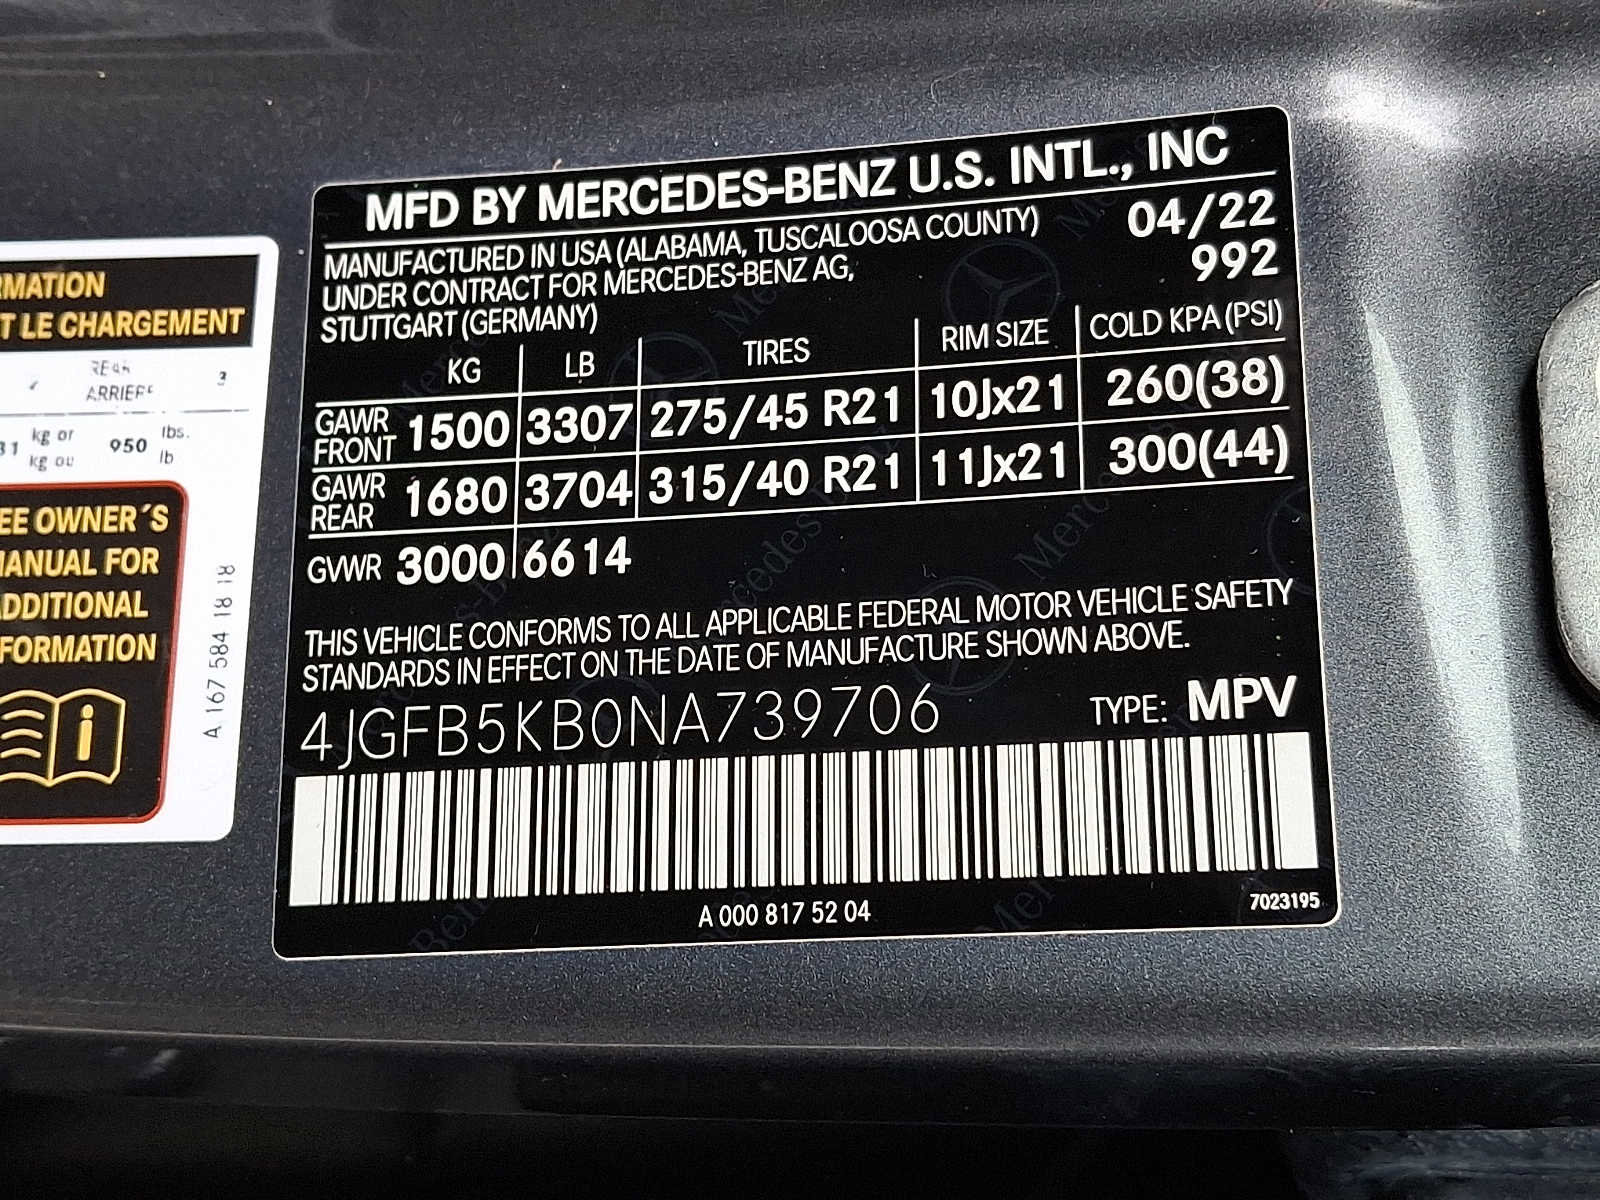 MFD BY MERCEDES-BENZ U.S. INTL., INC
MANUFACTURED IN USA (ALABAMA, TUSCALOOSA COUNTY)
UNDER CONTRACT FOR MERCEDES-BENZ AG,
STUTTGART (GERMANY)
04/22
992
KG LB TIRES RIM SIZE COLD KPA (PSI)
GAWR FRONT 1500 3307 275/45 R21 10Jx21 260(38)
GAWR REAR 1680 3704 315/40 R21 11Jx21 300(44)
GVWR 3000 6614
THIS VEHICLE CONFORMS TO ALL APPLICABLE FEDERAL MOTOR VEHICLE SAFETY
STANDARDS IN EFFECT ON THE DATE OF MANUFACTURE SHOWN ABOVE.
4JGFB5KB0NA739706 TYPE: MPV
A 000 817 52 04
7023195
RMATION
T LE CHARGEMENT
REAR 3
ARRIERE
31 kg or 950 lbs.
kg ou lb
EE OWNER´S
MANUAL FOR
ADDITIONAL
FORMATION
i
A 167 584 18 18